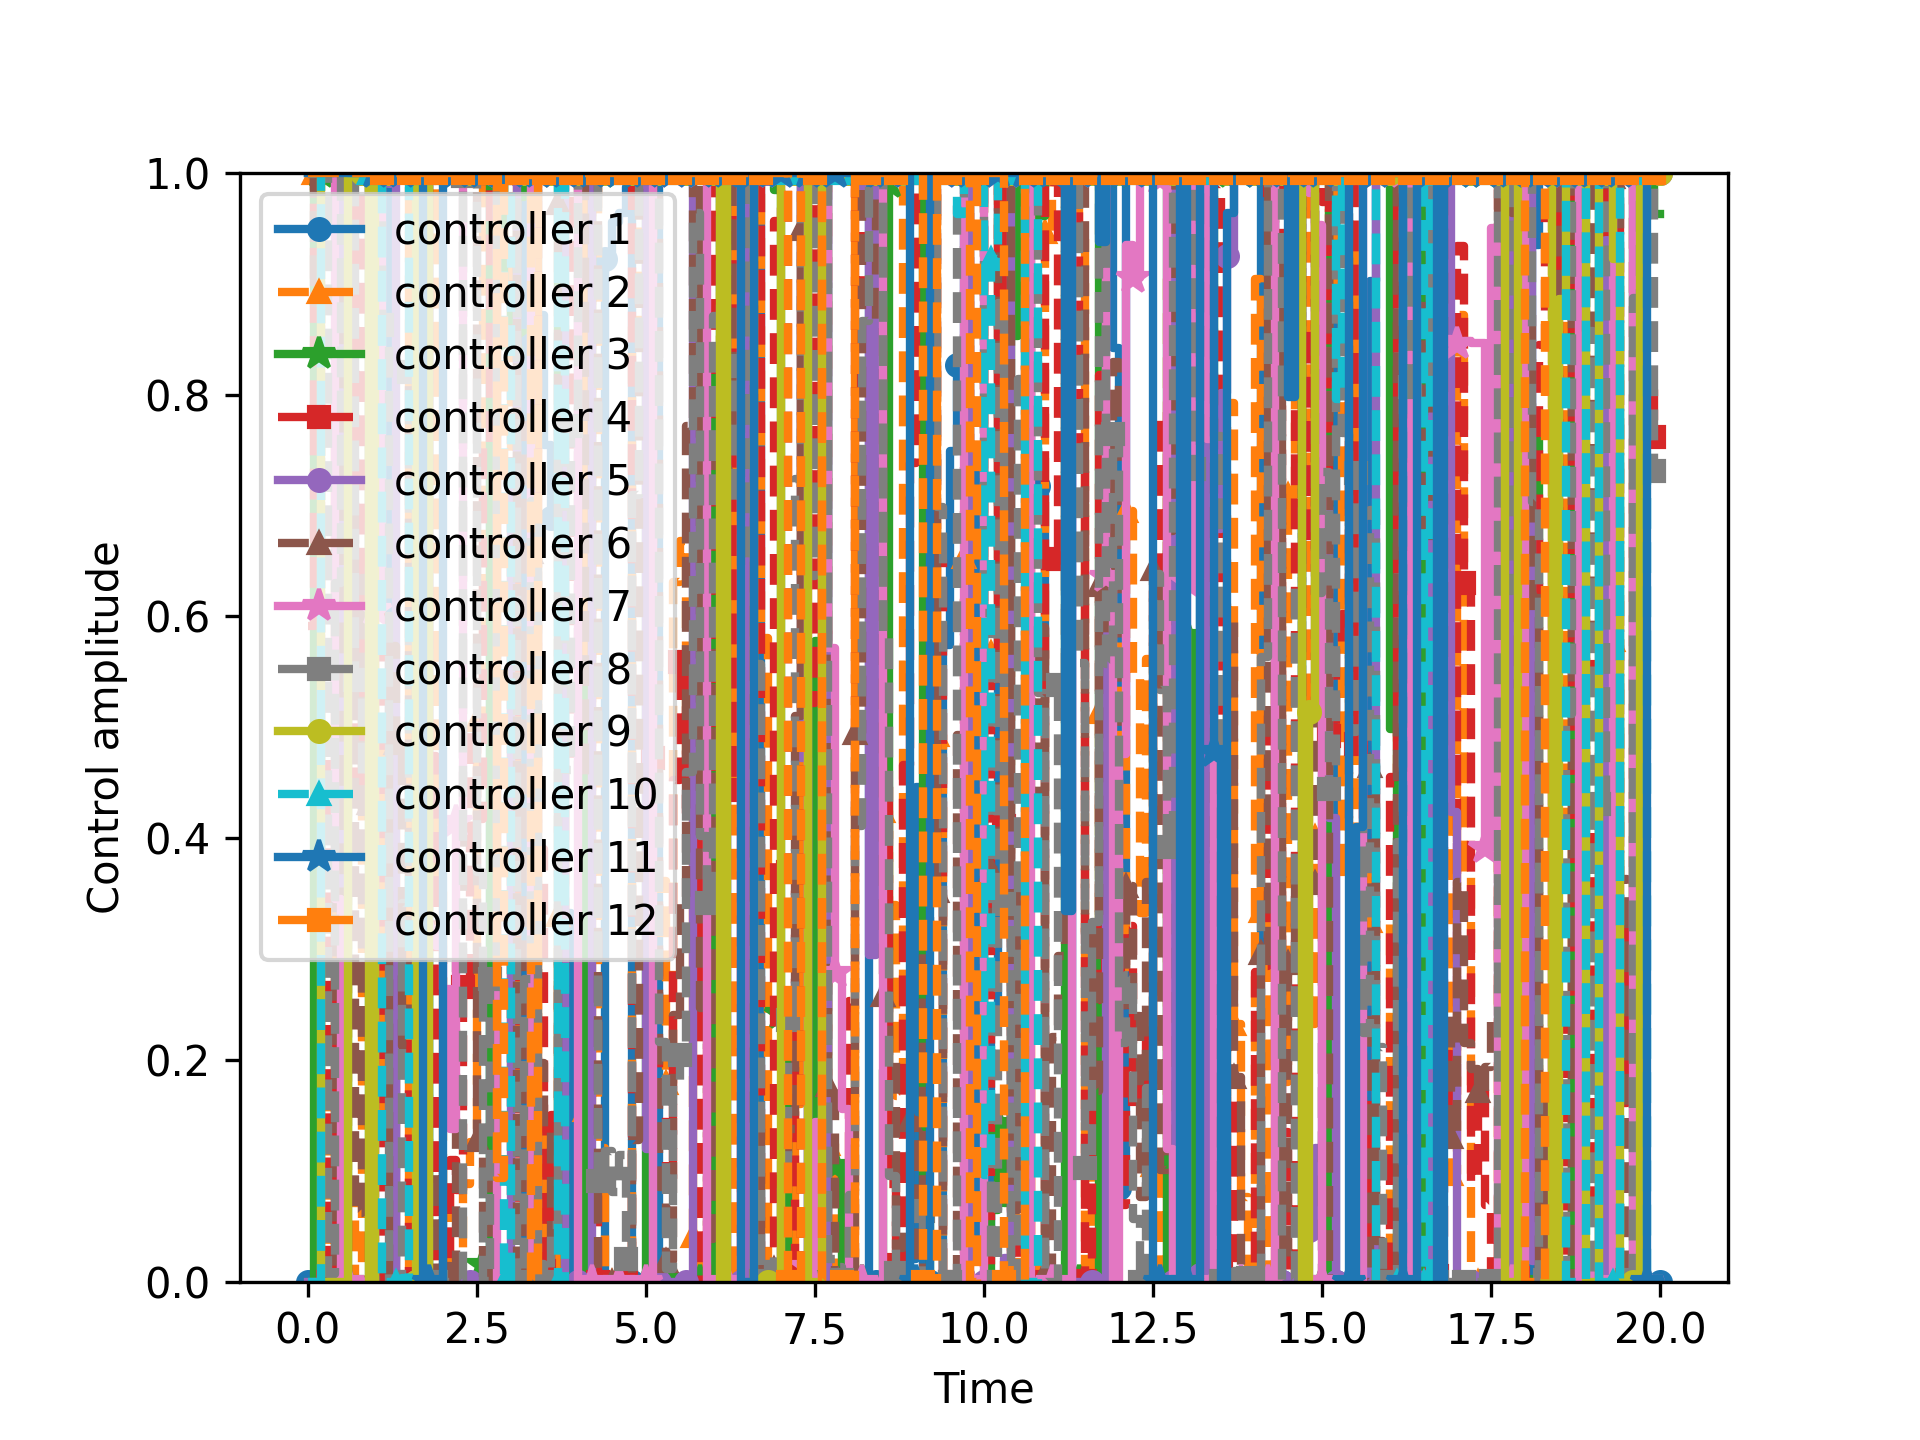 1.0
0.8
0.6
0.4
0.2
0.0
Control amplitude
controller 1
controller 2
controller 3
controller 4
controller 5
controller 6
controller 7
controller 8
controller 9
controller 10
controller 11
controller 12
0.0 2.5 5.0 7.5 10.0 12.5 15.0 17.5 20.0
Time